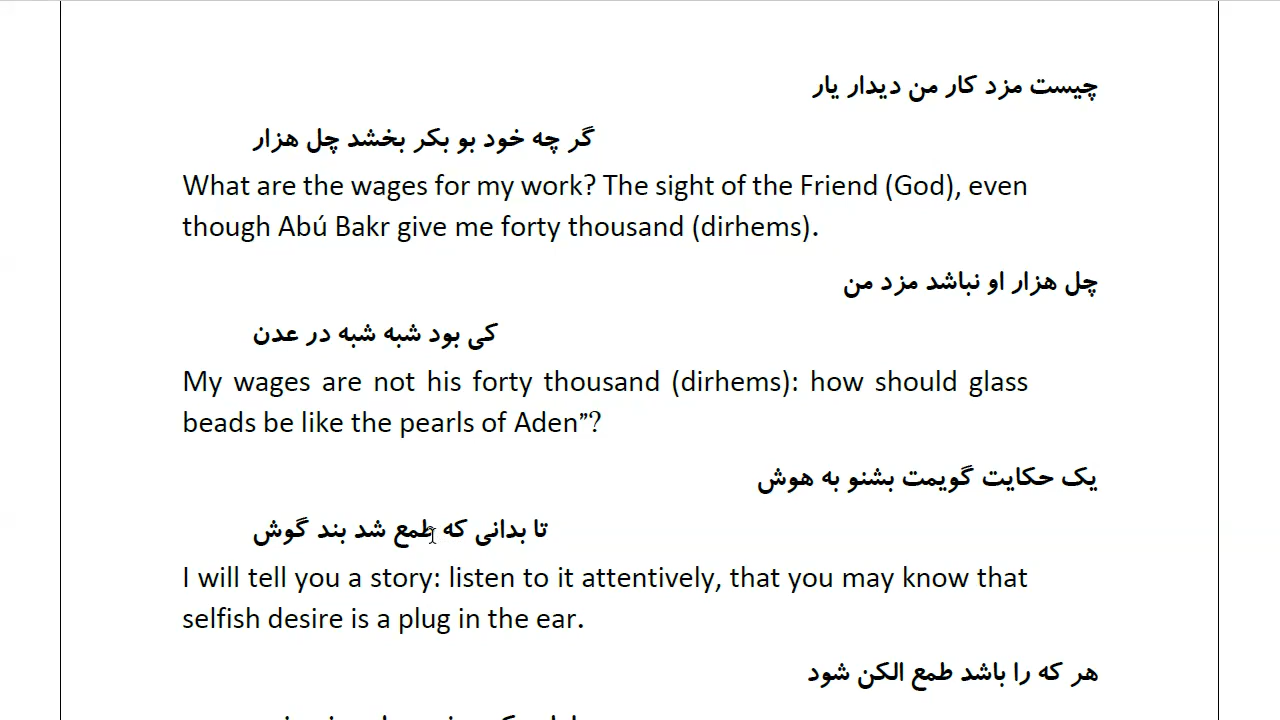 چیست مزد کار من دیدار یار
گر چه خود بو بکر بخشد چل هزار
What are the wages for my work? The sight of the Friend (God), even
though Abú Bakr give me forty thousand (dirhems).
چل هزار او نباشد مزد من
کی بود شبه شبه در عدن
My wages are not his forty thousand (dirhems): how should glass
beads be like the pearls of Aden”?
یک حکایت گویمت بشنو به هوش
تا بدانی که طمع شد بند گوش
I will tell you a story: listen to it attentively, that you may know that
selfish desire is a plug in the ear.
هر که را باشد طمع الکن شود